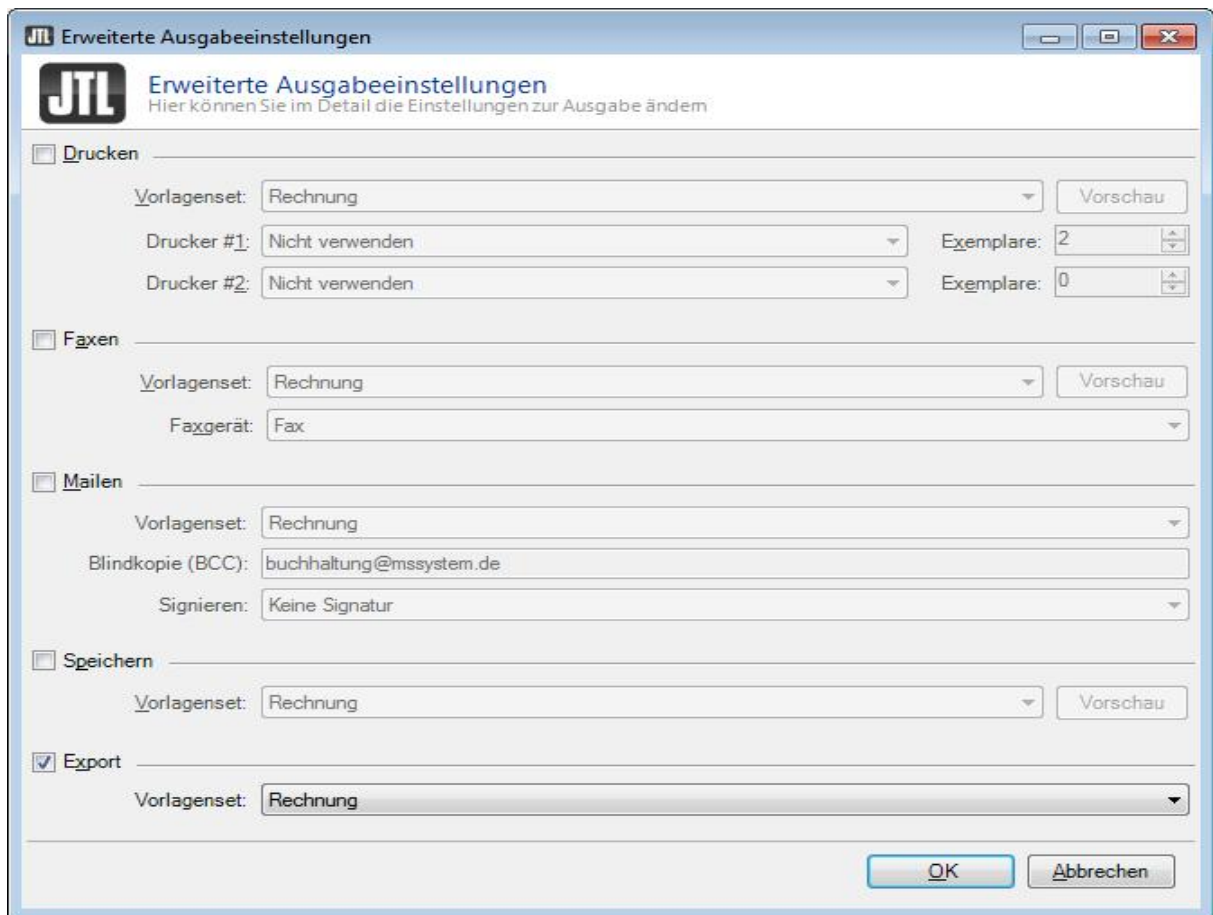 JTL Erweiterte Ausgabeeinstellungen
JTL Erweiterte Ausgabeeinstellungen
Hier können Sie im Detail die Einstellungen zur Ausgabe ändern
Drucken
Vorlagenset: Rechnung Vorschau
Drucker #1: Nicht verwenden Exemplare: 2
Drucker #2: Nicht verwenden Exemplare: 0
Faxen
Vorlagenset: Rechnung Vorschau
Faxgerät: Fax
Mailen
Vorlagenset: Rechnung
Blindkopie (BCC): buchhaltung@mssystem.de
Signieren: Keine Signatur
Speichern
Vorlagenset: Rechnung Vorschau
Export
Vorlagenset: Rechnung
OK Abbrechen